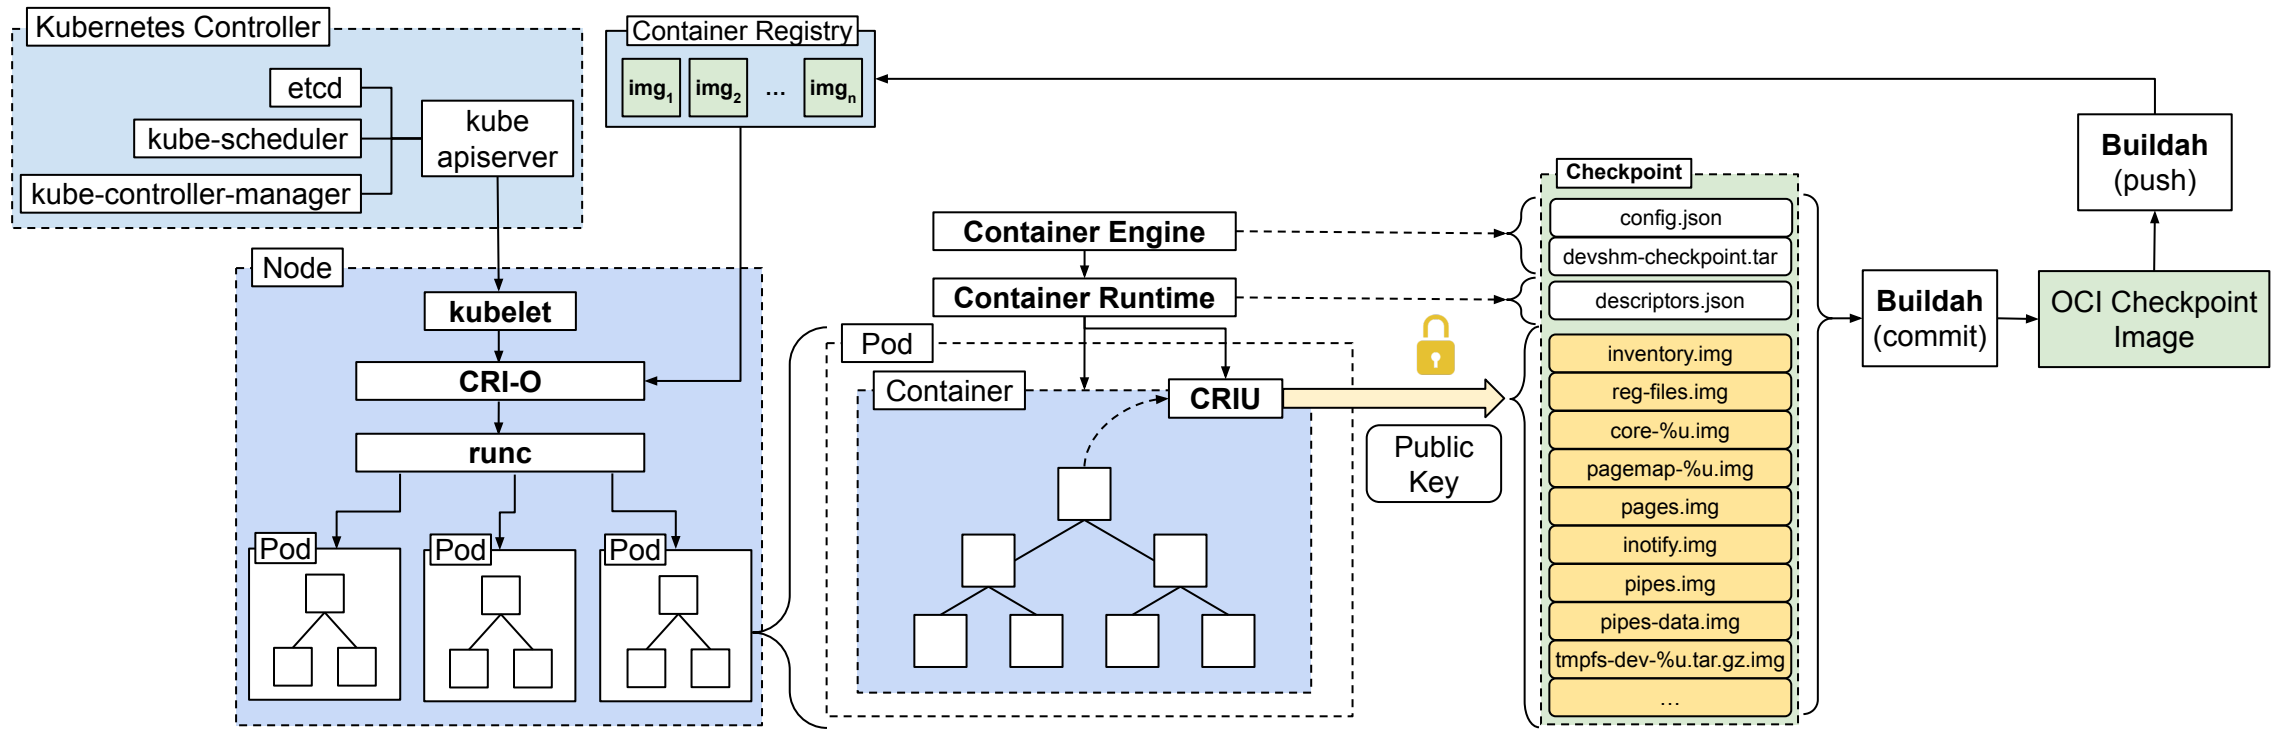 Kubernetes Controller
etcd
kube-scheduler
kube-controller-manager
kube
apiserver
Container Registry
img1
img2
...
imgn
Node
kubelet
CRI-O
runc
Pod
Pod
Pod
Container Engine
Container Runtime
Pod
Container
CRIU
Public
Key
Checkpoint
config.json
devshm-checkpoint.tar
descriptors.json
inventory.img
reg-files.img
core-%u.img
pagemap-%u.img
pages.img
inotify.img
pipes.img
pipes-data.img
tmpfs-dev-%u.tar.gz.img
...
Buildah
(commit)
OCI Checkpoint
Image
Buildah
(push)